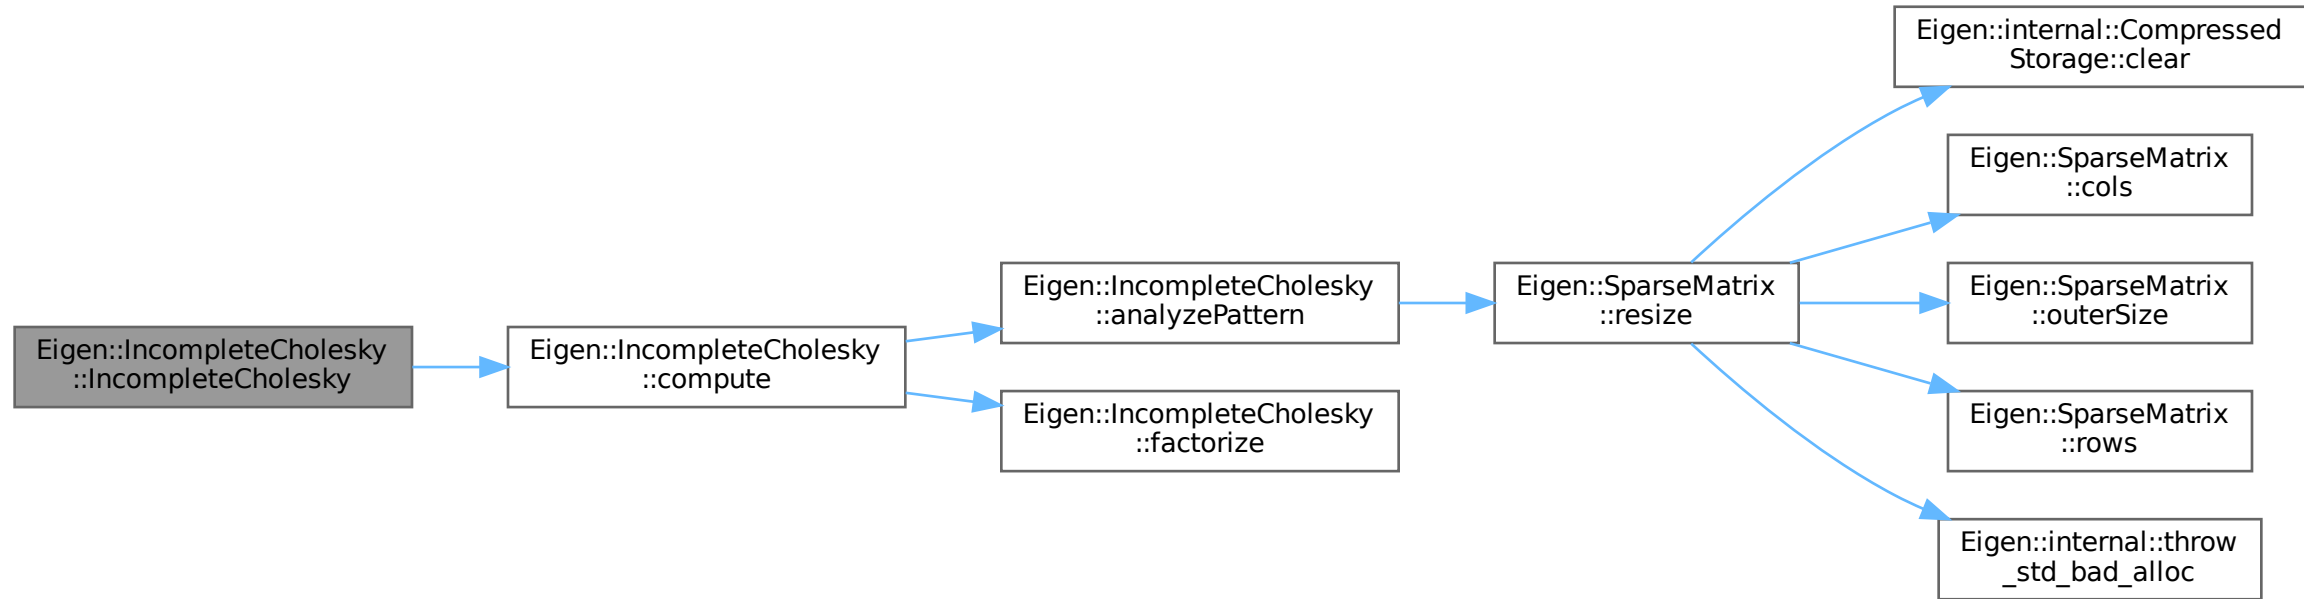 Eigen::IncompleteCholesky
::IncompleteCholesky
Eigen::IncompleteCholesky
::compute
Eigen::IncompleteCholesky
::analyzePattern
Eigen::IncompleteCholesky
::factorize
Eigen::SparseMatrix
::resize
Eigen::internal::Compressed
Storage::clear
Eigen::SparseMatrix
::cols
Eigen::SparseMatrix
::outerSize
Eigen::SparseMatrix
::rows
Eigen::internal::throw
_std_bad_alloc